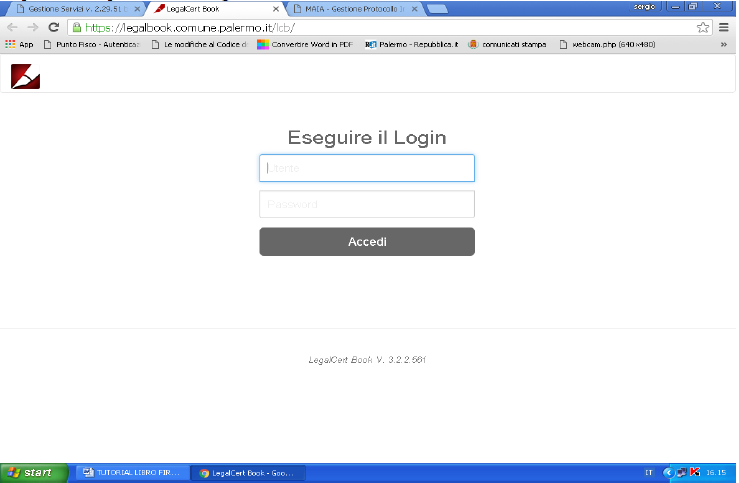 Gestione Servizi v. 2.29.51
LegalCert Book
MAIA - Gestione Protocollo
sergio
https://legalbook.comune.palermo.it/lcb/
App
Punto Fisco - Autentica
Le modifiche al Codice d
Convertire Word in PDF
Palermo - Repubblica.it
comunicati stampa
webcam.php (640×480)
»
Eseguire il Login
Utente
Password
Accedi
LegalCert Book V. 3.2.2.561
start
TUTORIAL LIBRO FIR...
LegalCert Book - Goo...
IT
16.15